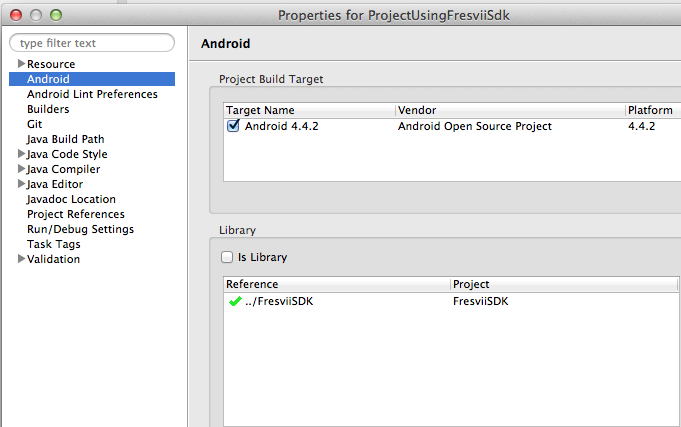 Properties for ProjectUsingFresviiSdk
type filter text
Resource
Android
Android Lint Preferences
Builders
Git
Java Build Path
Java Code Style
Java Compiler
Java Editor
Javadoc Location
Project References
Run/Debug Settings
Task Tags
Validation
Android
Project Build Target
Target Name Vendor Platform
Android 4.4.2 Android Open Source Project 4.4.2
Library
Is Library
Reference Project
../FresviiSDK FresviiSDK